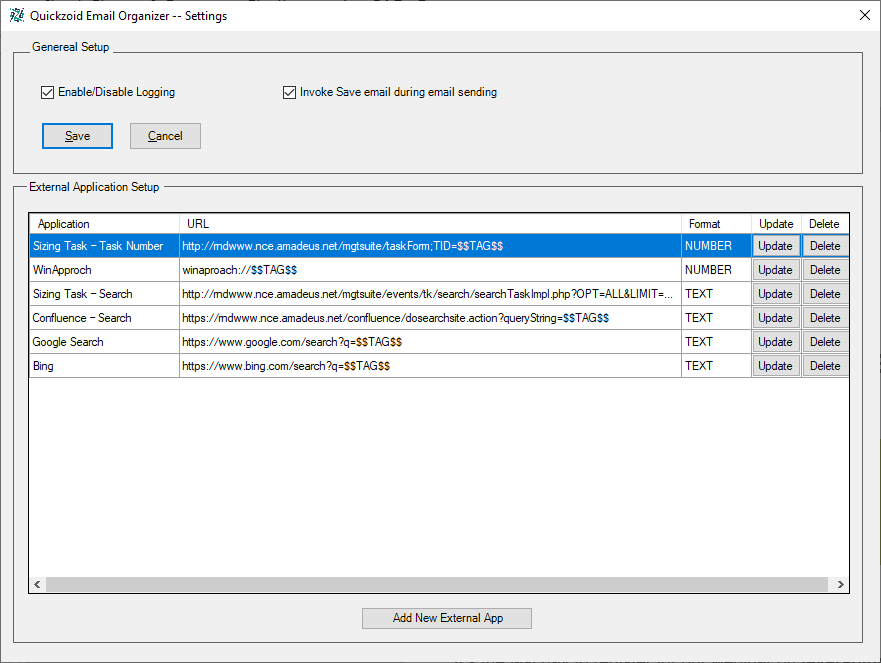 Quickzoid Email Organizer -- Settings
Genereal Setup
Enable/Disable Logging Invoke Save email during email sending
Save Cancel
External Application Setup
Application URL Format Update Delete
Sizing Task - Task Number http://rndwww.nce.amadeus.net/mgtsuite/taskForm;TID=$$TAG$$ NUMBER Update Delete
WinApproch winaproach://$$TAG$$ NUMBER Update Delete
Sizing Task - Search http://rndwww.nce.amadeus.net/mgtsuite/events/tk/search/searchTaskImpl.php?OPT=ALL&LIMIT=... TEXT Update Delete
Confluence - Search https://rndwww.nce.amadeus.net/confluence/dosearchsite.action?queryString=$$TAG$$ TEXT Update Delete
Google Search https://www.google.com/search?q=$$TAG$$ TEXT Update Delete
Bing https://www.bing.com/search?q=$$TAG$$ TEXT Update Delete
Add New External App